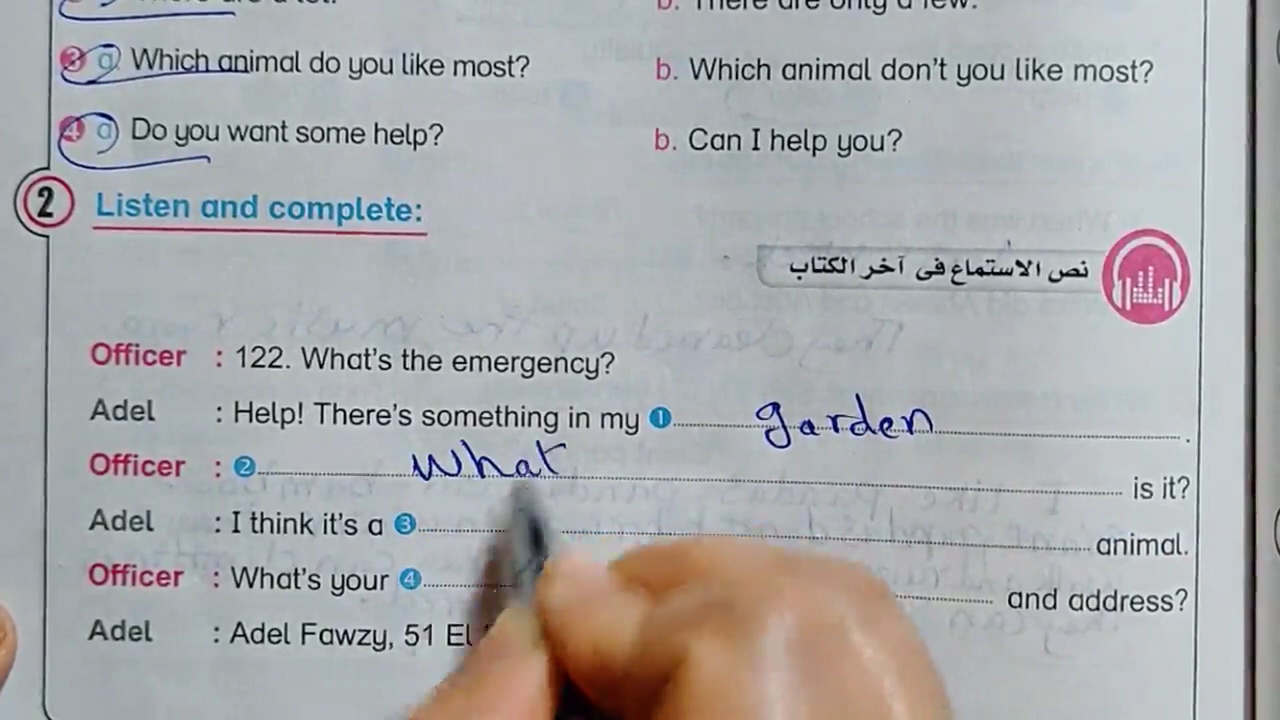 b. There are only a few.
3 a. Which animal do you like most? b. Which animal don't you like most?
4 a. Do you want some help? b. Can I help you?
2 Listen and complete:
نص الاستماع فى آخر الكتاب
Officer : 122. What's the emergency?
Adel : Help! There's something in my 1 garden.
Officer : 2 What is it?
Adel : I think it's a 3 animal.
Officer : What's your 4 and address?
Adel : Adel Fawzy, 51 El